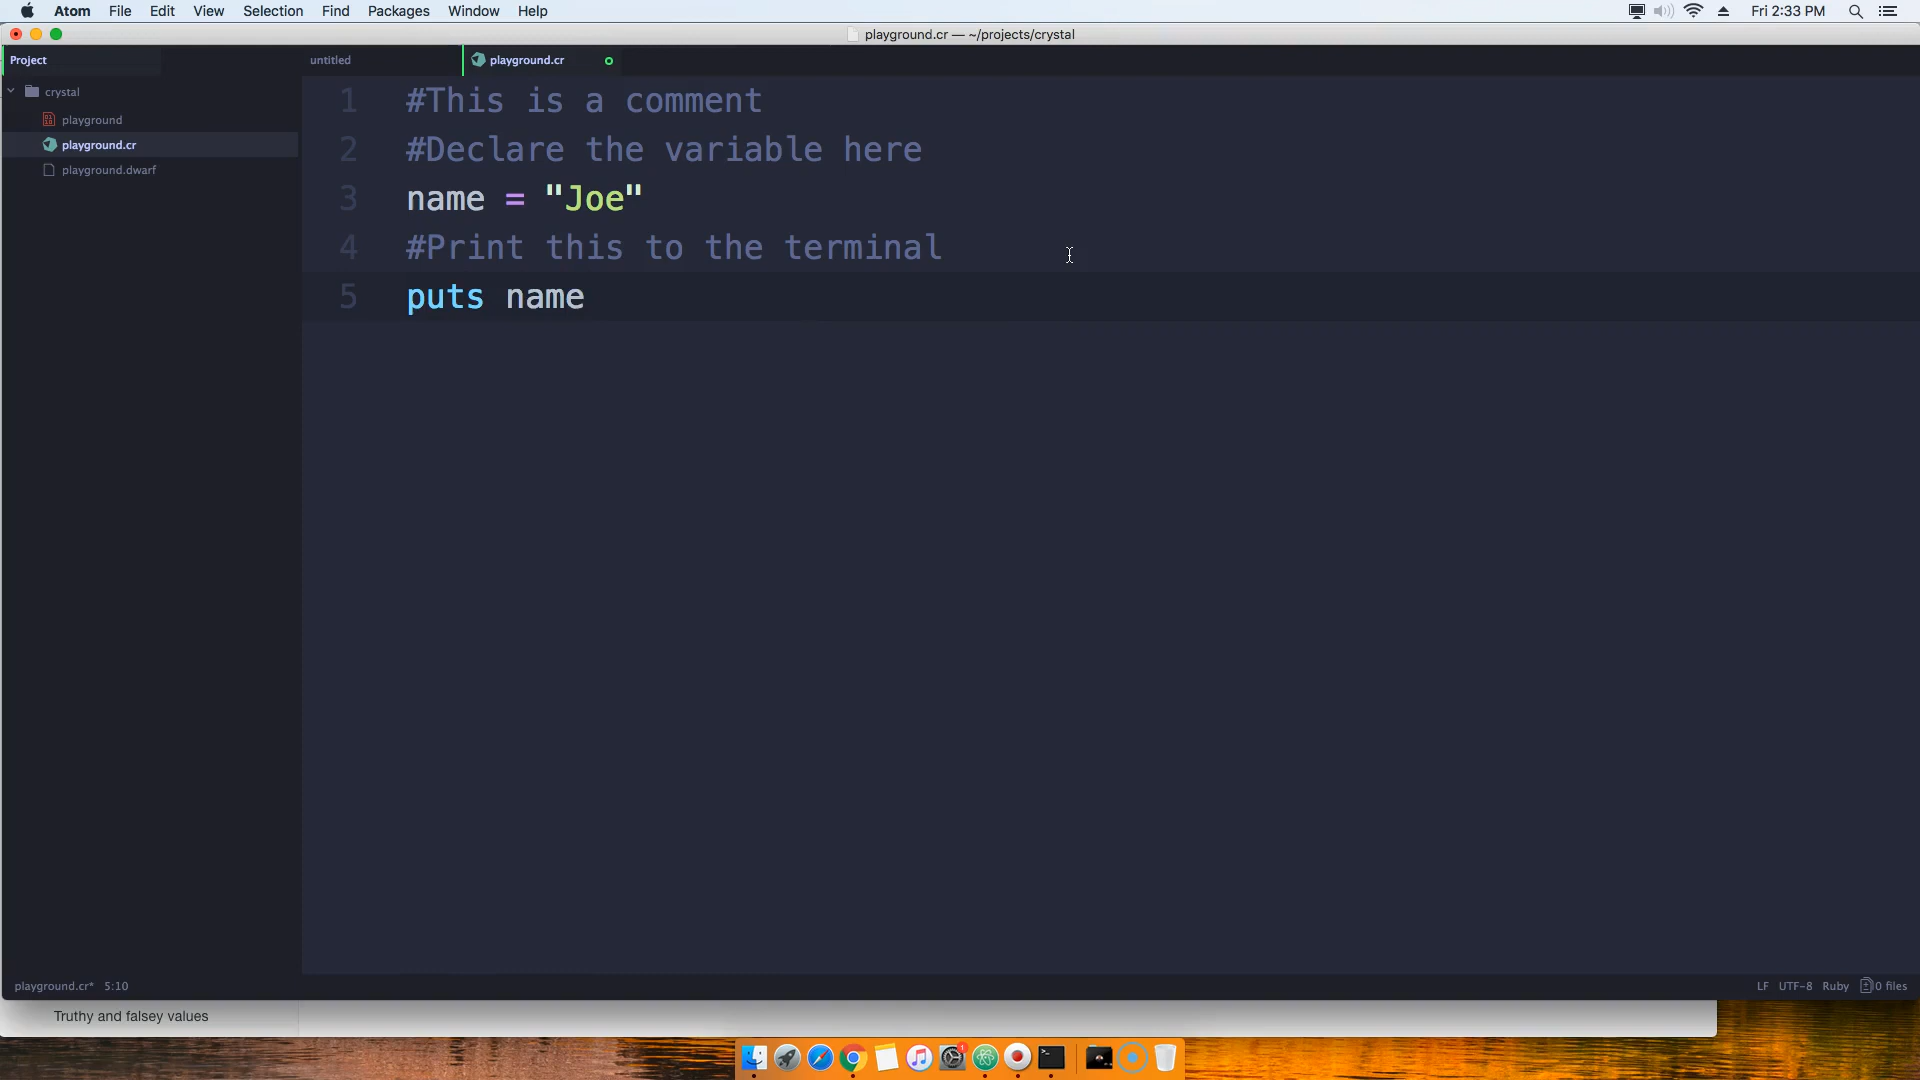 Atom File Edit View Selection Find Packages Window Help Fri 2:33 PM
playground.cr — ~/projects/crystal
Project untitled playground.cr
crystal
playground
playground.cr
playground.dwarf
1 #This is a comment
2 #Declare the variable here
3 name = "Joe"
4 #Print this to the terminal
5 puts name
playground.cr* 5:10 LF UTF-8 Ruby 0 files
Truthy and falsey values